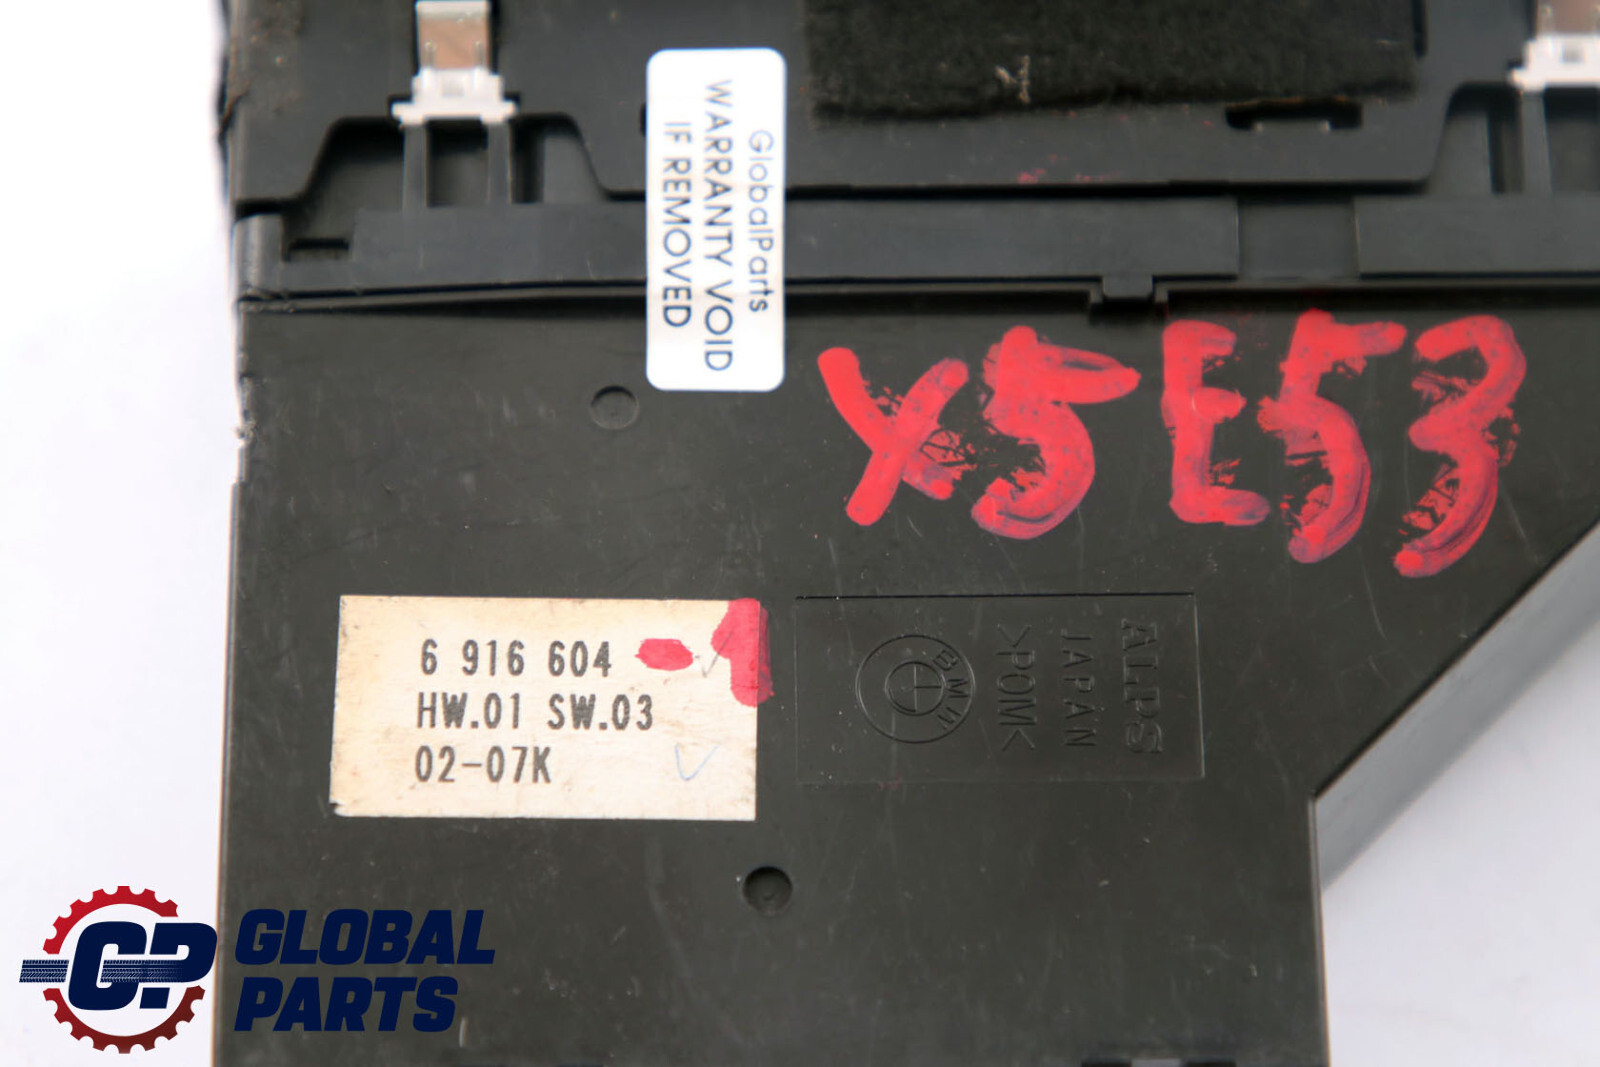 GlobalParts
WARRANTY VOID
IF REMOVED
X5 E53
6 916 604
HW.01 SW.03
02-07K
ALPS
JAPAN
>POM<
BMW
GP GLOBAL
PARTS